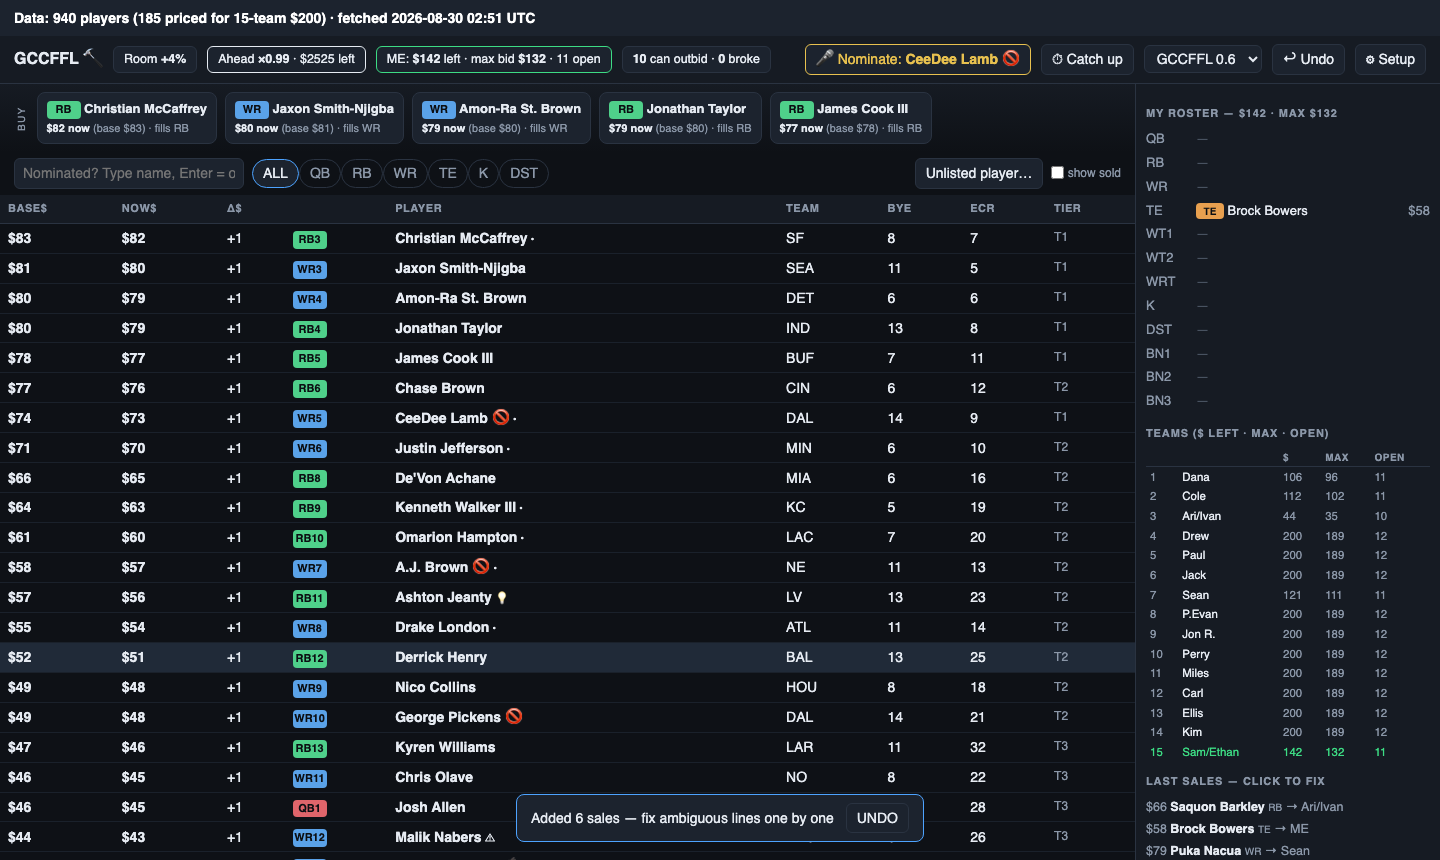 Data: 940 players (185 priced for 15-team $200) · fetched 2026-08-30 02:51 UTC
GCCFFL Room +4% Ahead x0.99 · $2525 left ME: $142 left · max bid $132 · 11 open 10 can outbid · 0 broke Nominate: CeeDee Lamb Catch up GCCFFL 0.6 Undo Setup
BUY
RB Christian McCaffrey
$82 now (base $83) · fills RB
WR Jaxon Smith-Njigba
$80 now (base $81) · fills WR
WR Amon-Ra St. Brown
$79 now (base $80) · fills WR
RB Jonathan Taylor
$79 now (base $80) · fills RB
RB James Cook III
$77 now (base $78) · fills RB
Nominated? Type name, Enter = o ALL QB RB WR TE K DST Unlisted player… show sold
BASE$ NOW$ Δ$ PLAYER TEAM BYE ECR TIER
$83 $82 +1 RB3 Christian McCaffrey · SF 8 7 T1
$81 $80 +1 WR3 Jaxon Smith-Njigba SEA 11 5 T1
$80 $79 +1 WR4 Amon-Ra St. Brown DET 6 6 T1
$80 $79 +1 RB4 Jonathan Taylor IND 13 8 T1
$78 $77 +1 RB5 James Cook III BUF 7 11 T1
$77 $76 +1 RB6 Chase Brown CIN 6 12 T2
$74 $73 +1 WR5 CeeDee Lamb · DAL 14 9 T1
$71 $70 +1 WR6 Justin Jefferson · MIN 6 10 T2
$66 $65 +1 RB8 De'Von Achane MIA 6 16 T2
$64 $63 +1 RB9 Kenneth Walker III · KC 5 19 T2
$61 $60 +1 RB10 Omarion Hampton · LAC 7 20 T2
$58 $57 +1 WR7 A.J. Brown · NE 11 13 T2
$57 $56 +1 RB11 Ashton Jeanty LV 13 23 T2
$55 $54 +1 WR8 Drake London · ATL 11 14 T2
$52 $51 +1 RB12 Derrick Henry BAL 13 25 T2
$49 $48 +1 WR9 Nico Collins HOU 8 18 T2
$49 $48 +1 WR10 George Pickens DAL 14 21 T2
$47 $46 +1 RB13 Kyren Williams LAR 11 32 T3
$46 $45 +1 WR11 Chris Olave NO 8 22 T3
$46 $45 +1 QB1 Josh Allen 28 T3
$44 $43 +1 WR12 Malik Nabers 26 T3
Added 6 sales — fix ambiguous lines one by one UNDO
MY ROSTER — $142 · MAX $132
QB —
RB —
WR —
TE TE Brock Bowers $58
WT1 —
WT2 —
WRT —
K —
DST —
BN1 —
BN2 —
BN3 —
TEAMS ($ LEFT · MAX · OPEN)
$ MAX OPEN
1 Dana 106 96 11
2 Cole 112 102 11
3 Ari/Ivan 44 35 10
4 Drew 200 189 12
5 Paul 200 189 12
6 Jack 200 189 12
7 Sean 121 111 11
8 P.Evan 200 189 12
9 Jon R. 200 189 12
10 Perry 200 189 12
11 Miles 200 189 12
12 Carl 200 189 12
13 Ellis 200 189 12
14 Kim 200 189 12
15 Sam/Ethan 142 132 11
LAST SALES — CLICK TO FIX
$66 Saquon Barkley RB → Ari/Ivan
$58 Brock Bowers TE → ME
$79 Puka Nacua WR → Sean